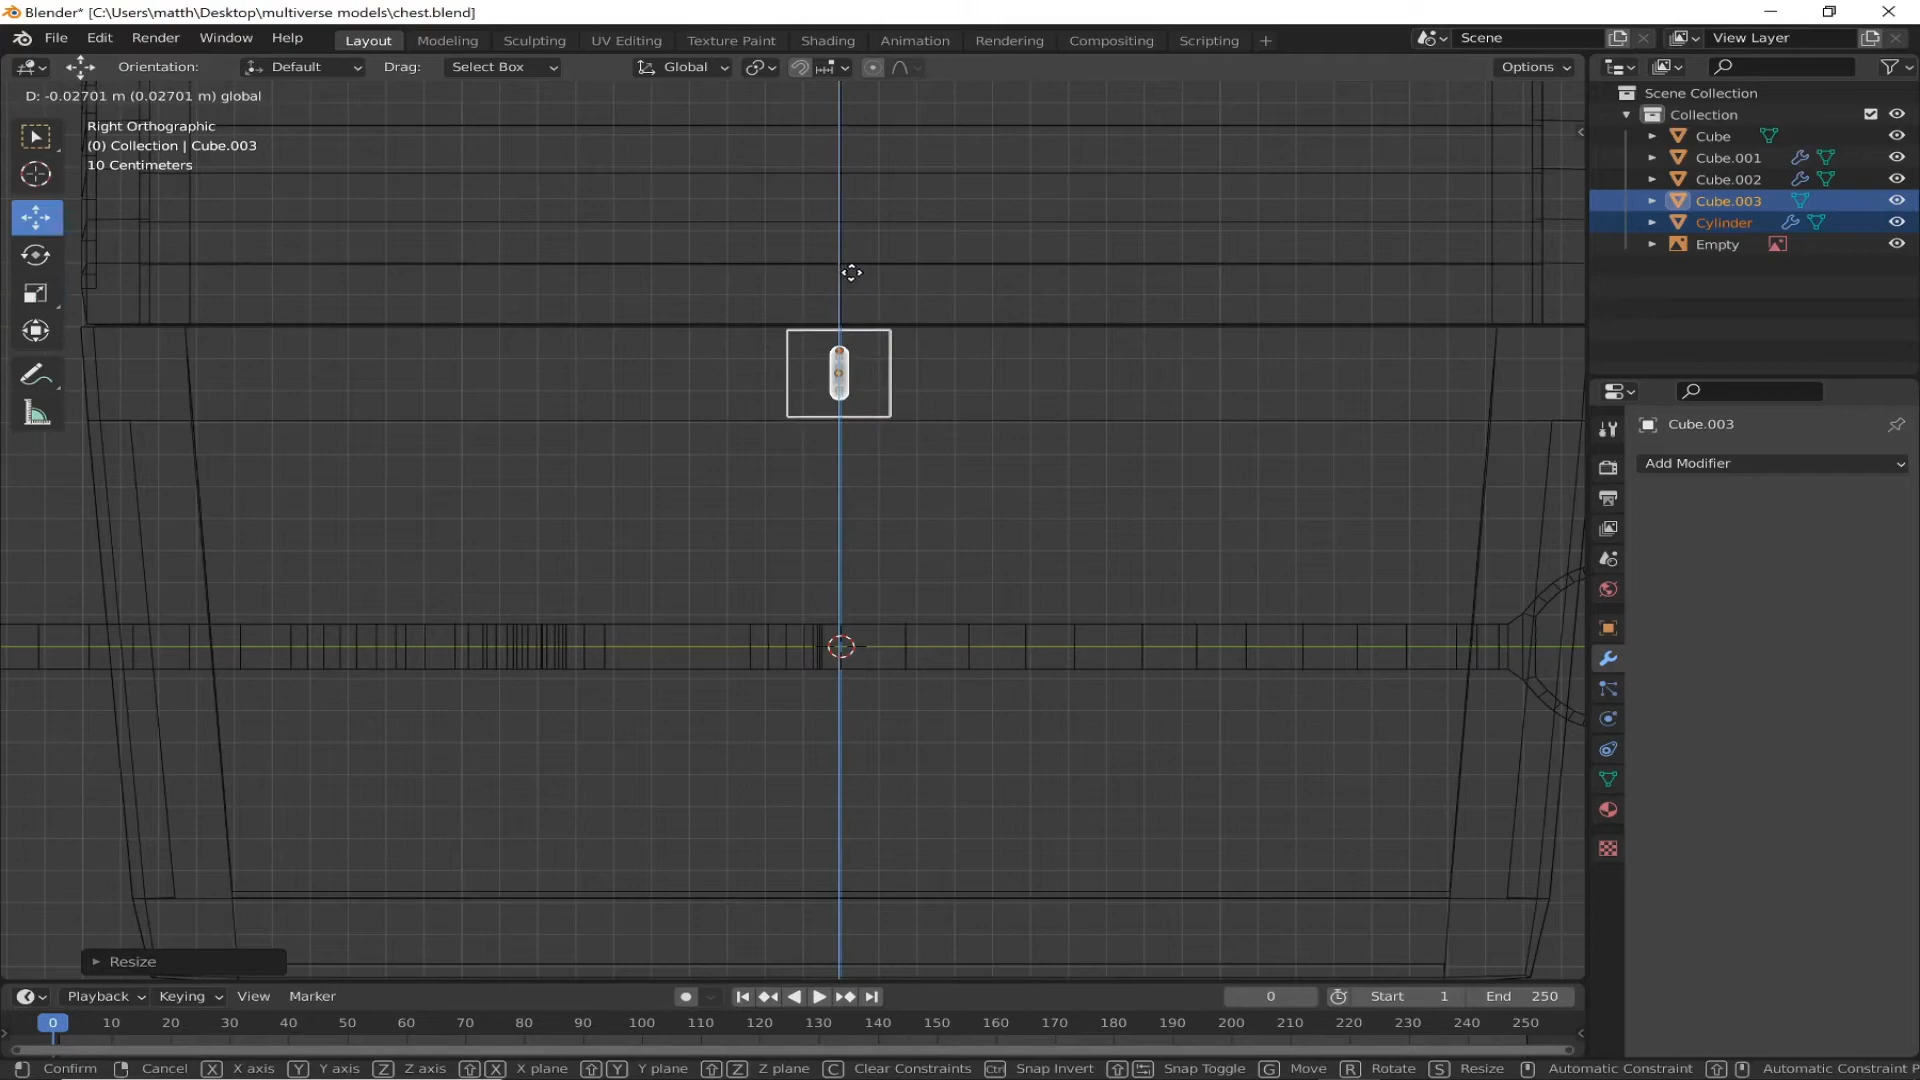 Blender* [C:\Users\matth\Desktop\multiverse models\chest.blend]
File Edit Render Window Help Layout Modeling Sculpting UV Editing Texture Paint Shading Animation Rendering Compositing Scripting + Scene View Layer
Orientation: Default Drag: Select Box Global Options
D: -0.02701 m (0.02701 m) global
Right Orthographic
(0) Collection | Cube.003
10 Centimeters
Scene Collection
Collection
Cube
Cube.001
Cube.002
Cube.003
Cylinder
Empty
Cube.003
Add Modifier
Resize
Playback Keying View Marker 0 Start 1 End 250
0 10 20 30 40 50 60 70 80 90 100 110 120 130 140 150 160 170 180 190 200 210 220 230 240 250
Confirm Cancel X X axis Y Y axis Z Z axis X X plane Y Y plane Z Z plane C Clear Constraints Ctrl Snap Invert Snap Toggle G Move R Rotate S Resize Automatic Constraint Automatic Constraint P